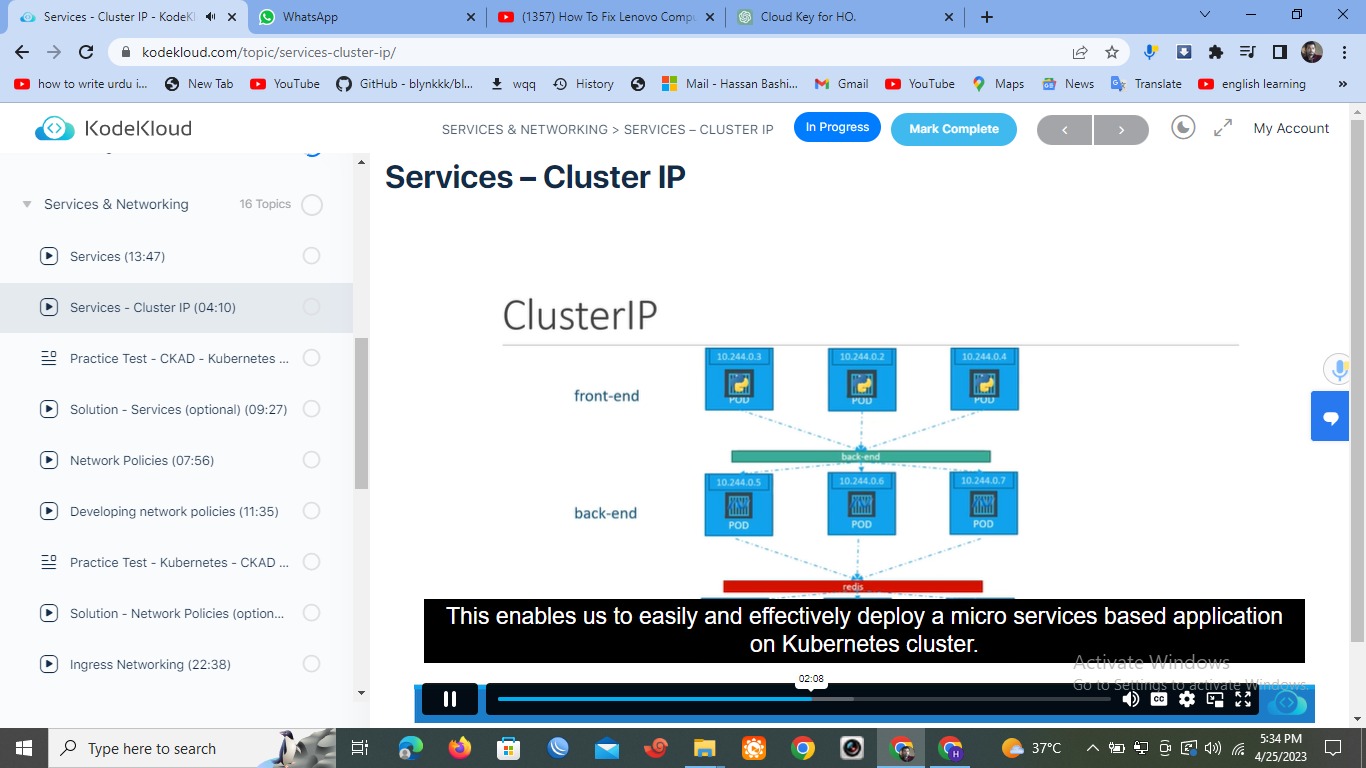 Services - Cluster IP - KodeKl
WhatsApp
(1357) How To Fix Lenovo Compu
Cloud Key for HO.
kodekloud.com/topic/services-cluster-ip/
how to write urdu i...
New Tab
YouTube
GitHub - blynkkk/bl...
wqq
History
Mail - Hassan Bashi...
Gmail
YouTube
Maps
News
Translate
english learning
»
KodeKloud
SERVICES & NETWORKING > SERVICES – CLUSTER IP
In Progress
Mark Complete
My Account
Services & Networking
16 Topics
Services (13:47)
Services - Cluster IP (04:10)
Practice Test - CKAD - Kubernetes ...
Solution - Services (optional) (09:27)
Network Policies (07:56)
Developing network policies (11:35)
Practice Test - Kubernetes - CKAD ...
Solution - Network Policies (option...
Ingress Networking (22:38)
Services – Cluster IP
ClusterIP
10.244.0.3
10.244.0.2
10.244.0.4
front-end
POD
POD
POD
back-end
10.244.0.5
10.244.0.6
10.244.0.7
back-end
POD
POD
POD
redis
This enables us to easily and effectively deploy a micro services based application
on Kubernetes cluster.
Activate Windows
Go to Settings to activate Windows.
02:08
CC
Type here to search
H
37°C
5:34 PM
4/25/2023